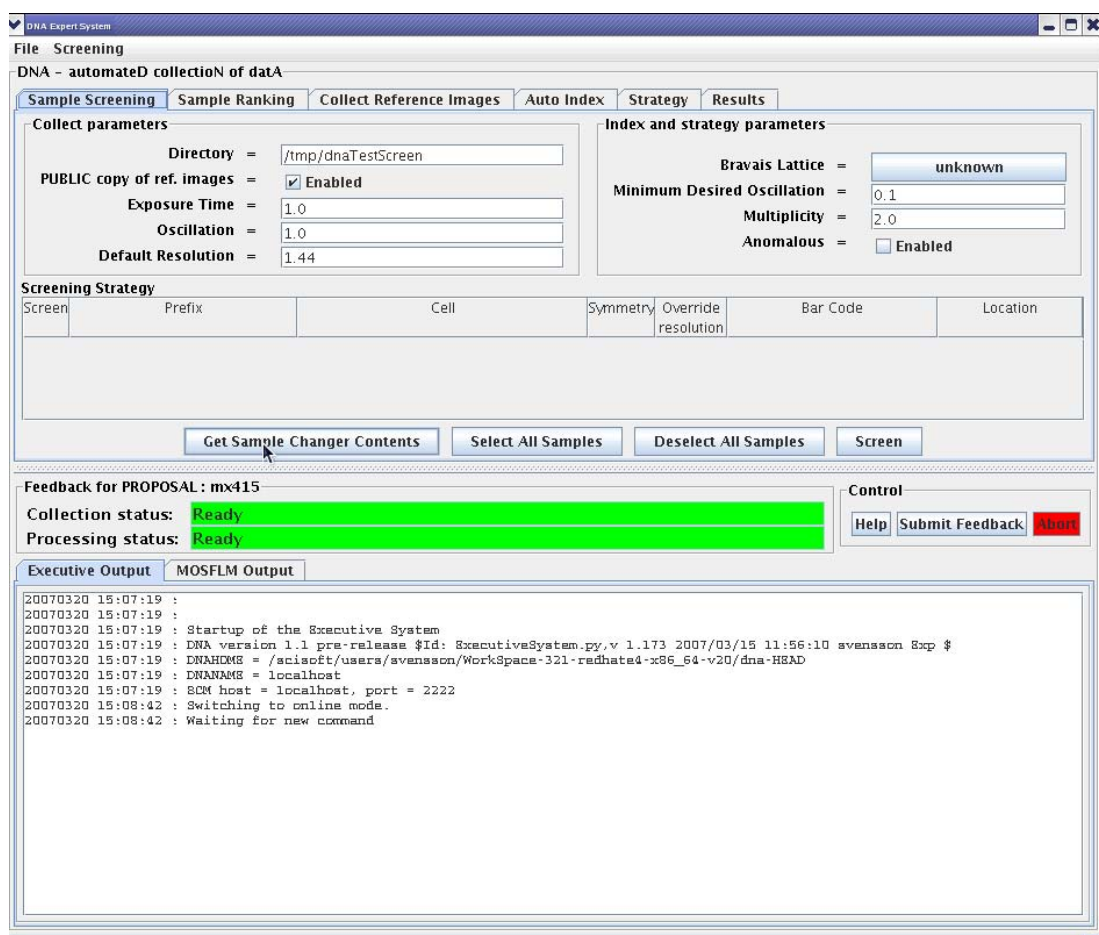 DNA Expert System
File Screening
DNA - automateD collectioN of datA
Sample Screening Sample Ranking Collect Reference Images Auto Index Strategy Results
Collect parameters
Directory = /tmp/dnaTestScreen
PUBLIC copy of ref. images = Enabled
Exposure Time = 1.0
Oscillation = 1.0
Default Resolution = 1.44
Index and strategy parameters
Bravais Lattice = unknown
Minimum Desired Oscillation = 0.1
Multiplicity = 2.0
Anomalous = Enabled
Screening Strategy
Screen Prefix Cell Symmetry Override resolution Bar Code Location
Get Sample Changer Contents Select All Samples Deselect All Samples Screen
Feedback for PROPOSAL : mx415
Collection status: Ready
Processing status: Ready
Control
Help Submit Feedback Abort
Executive Output MOSFLM Output
20070320 15:07:19 :
20070320 15:07:19 :
20070320 15:07:19 : Startup of the Executive System
20070320 15:07:19 : DNA version 1.1 pre-release $Id: ExecutiveSystem.py,v 1.173 2007/03/15 11:56:10 svensson Exp $
20070320 15:07:19 : DNAHOME = /scisoft/users/svensson/WorkSpace-321-redhate4-x86_64-v20/dna-HEAD
20070320 15:07:19 : DNANAME = localhost
20070320 15:07:19 : BCM host = localhost, port = 2222
20070320 15:08:42 : Switching to online mode.
20070320 15:08:42 : Waiting for new command